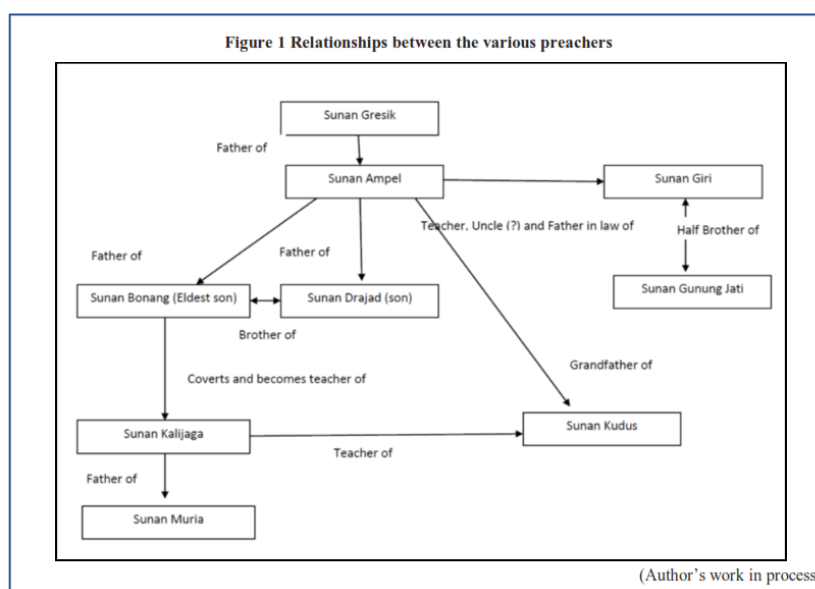 Figure 1 Relationships between the various preachers
Sunan Gresik
Father of
Sunan Ampel
Sunan Giri
Teacher, Uncle (?) and Father in law of
Half Brother of
Father of
Father of
Sunan Bonang (Eldest son)
Sunan Drajad (son)
Sunan Gunung Jati
Brother of
Grandfather of
Coverts and becomes teacher of
Sunan Kalijaga
Sunan Kudus
Teacher of
Father of
Sunan Muria
(Author's work in process